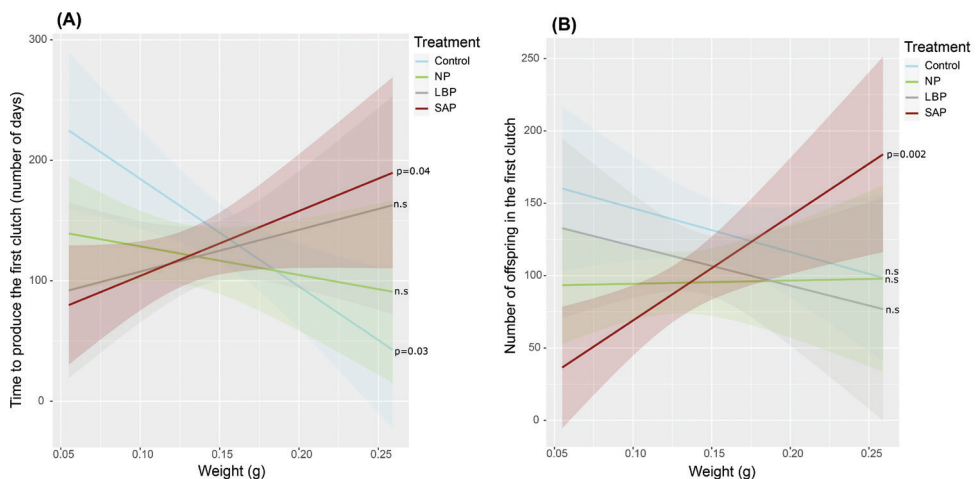 (A)
Time to produce the first clutch (number of days)
300
200
100
0
0.05
0.10
0.15
0.20
0.25
Weight (g)
p=0.04
n.s
n.s
p=0.03
Treatment
Control
NP
LBP
SAP
(B)
Number of offspring in the first clutch
250
200
150
100
50
0
0.05
0.10
0.15
0.20
0.25
Weight (g)
p=0.002
n.s
n.s
n.s
Treatment
Control
NP
LBP
SAP